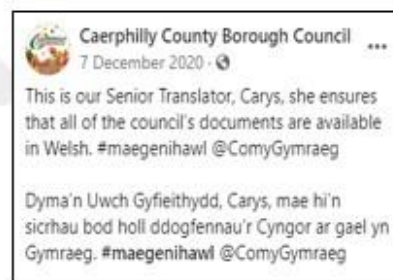 Caerphilly County Borough Council
7 December 2020 ·
This is our Senior Translator, Carys, she ensures
that all of the council's documents are available
in Welsh. #maegenihawl @ComyGymraeg
Dyma'n Uwch Gyfieithydd, Carys, mae hi'n
sicrhau bod holl ddogfennau'r Cyngor ar gael yn
Gymraeg. #maegenihawl @ComyGymraeg